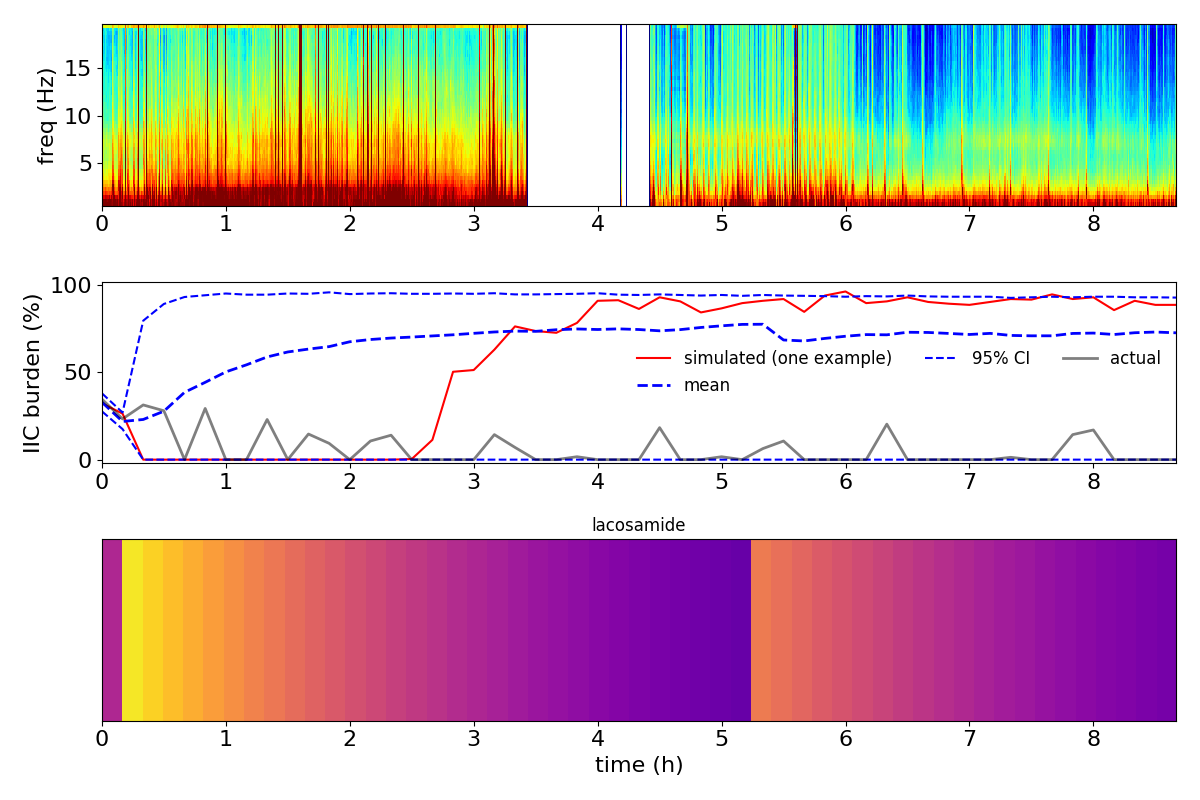 freq (Hz)
15
10
5
0 1 2 3 4 5 6 7 8
IIC burden (%)
100
50
0
simulated (one example) 95% CI actual
mean
0 1 2 3 4 5 6 7 8
lacosamide
0 1 2 3 4 5 6 7 8
time (h)